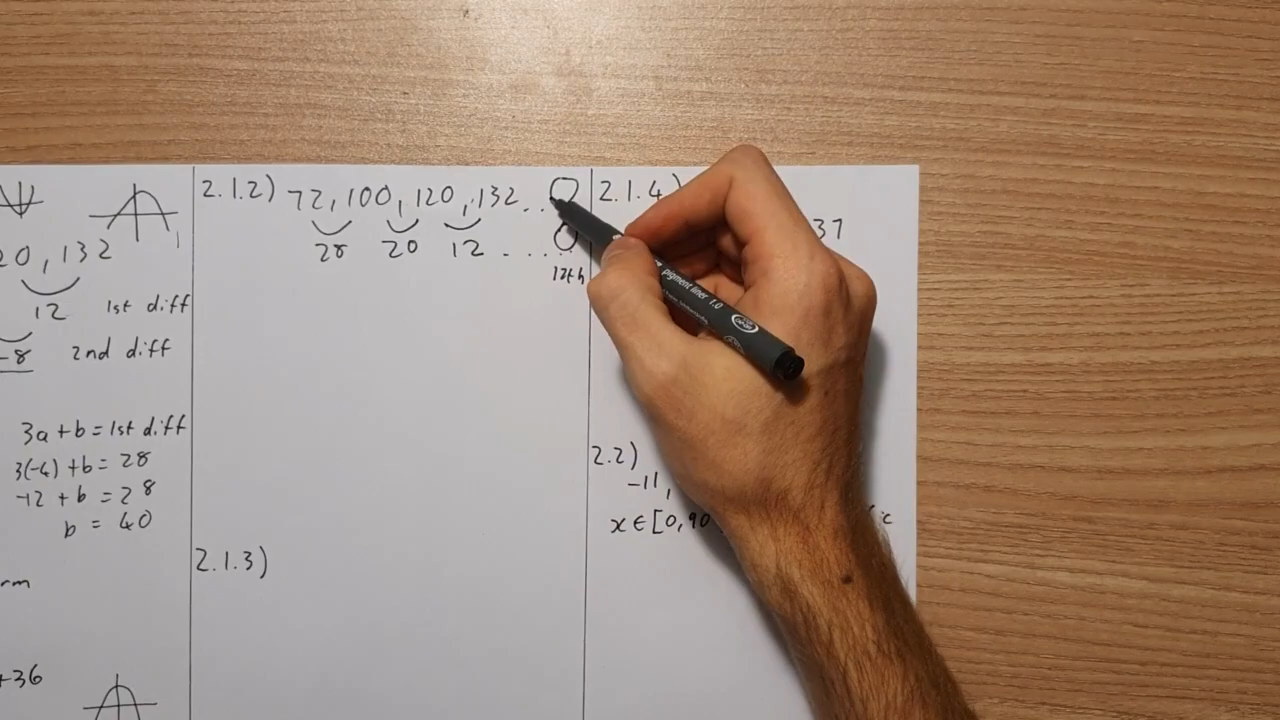 20, 132
12 1st diff
-8 2nd diff
3a + b = 1st diff
3(-4) + b = 28
-12 + b = 28
b = 40
+36
2.1.2) 72, 100, 120, 132 ...
28 20 12 ....
12th
2.1.3)
2.1.4)
37
2.2)
-11,
x ∈ [0, 90
pigment liner 1.0